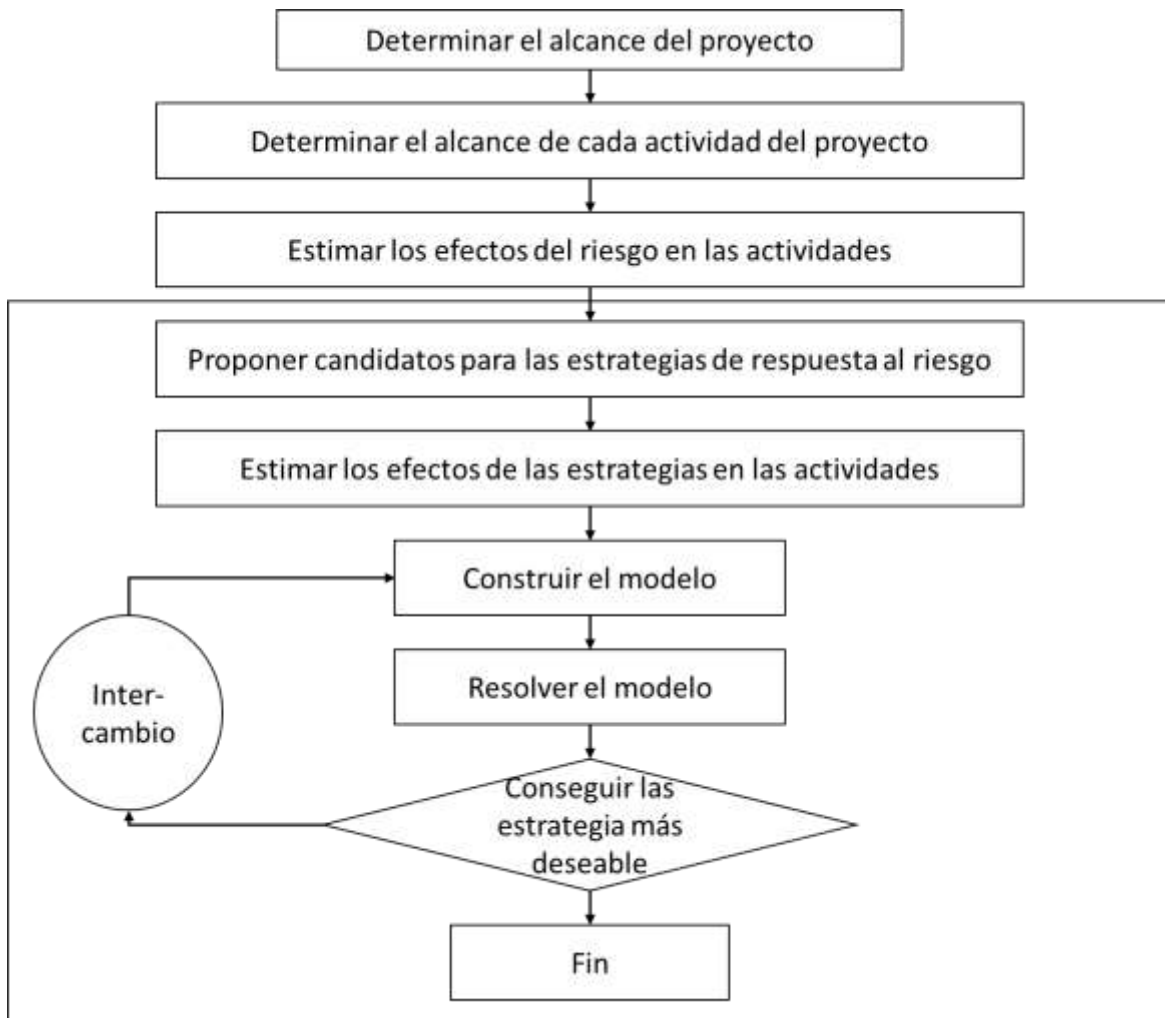 Determinar el alcance del proyecto
Determinar el alcance de cada actividad del proyecto
Estimar los efectos del riesgo en las actividades
Proponer candidatos para las estrategias de respuesta al riesgo
Estimar los efectos de las estrategias en las actividades
Construir el modelo
Resolver el modelo
Inter-
cambio
Conseguir las
estrategia más
deseable
Fin